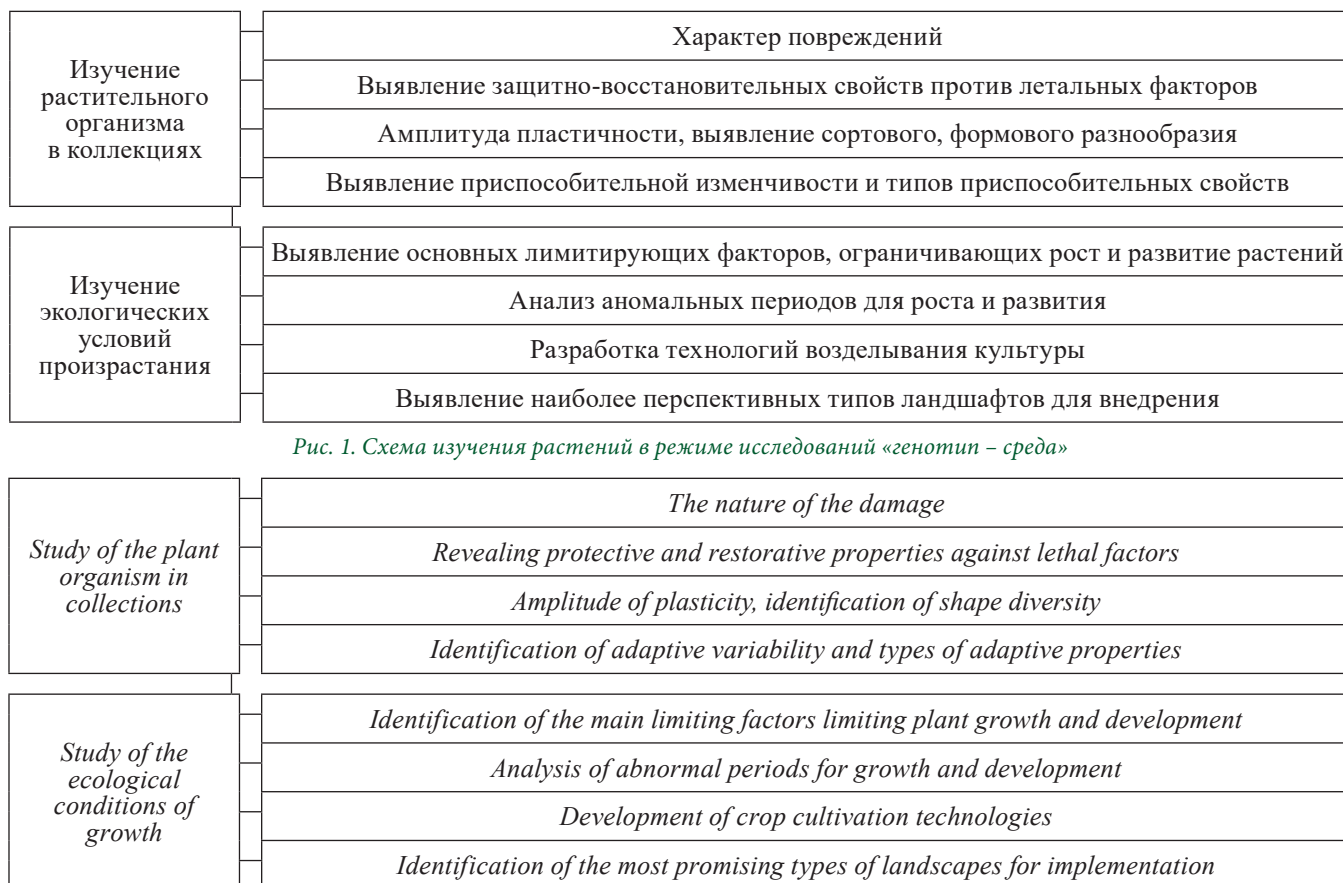 Изучение
растительного
организма
в коллекциях
Характер повреждений
Выявление защитно-восстановительных свойств против летальных факторов
Амплитуда пластичности, выявление сортового, формового разнообразия
Выявление приспособительной изменчивости и типов приспособительных свойств
Изучение
экологических
условий
произрастания
Выявление основных лимитирующих факторов, ограничивающих рост и развитие растений
Анализ аномальных периодов для роста и развития
Разработка технологий возделывания культуры
Выявление наиболее перспективных типов ландшафтов для внедрения
Рис. 1. Схема изучения растений в режиме исследований «генотип – среда»
Study of the plant
organism in
collections
The nature of the damage
Revealing protective and restorative properties against lethal factors
Amplitude of plasticity, identification of shape diversity
Identification of adaptive variability and types of adaptive properties
Study of the
ecological
conditions of
growth
Identification of the main limiting factors limiting plant growth and development
Analysis of abnormal periods for growth and development
Development of crop cultivation technologies
Identification of the most promising types of landscapes for implementation